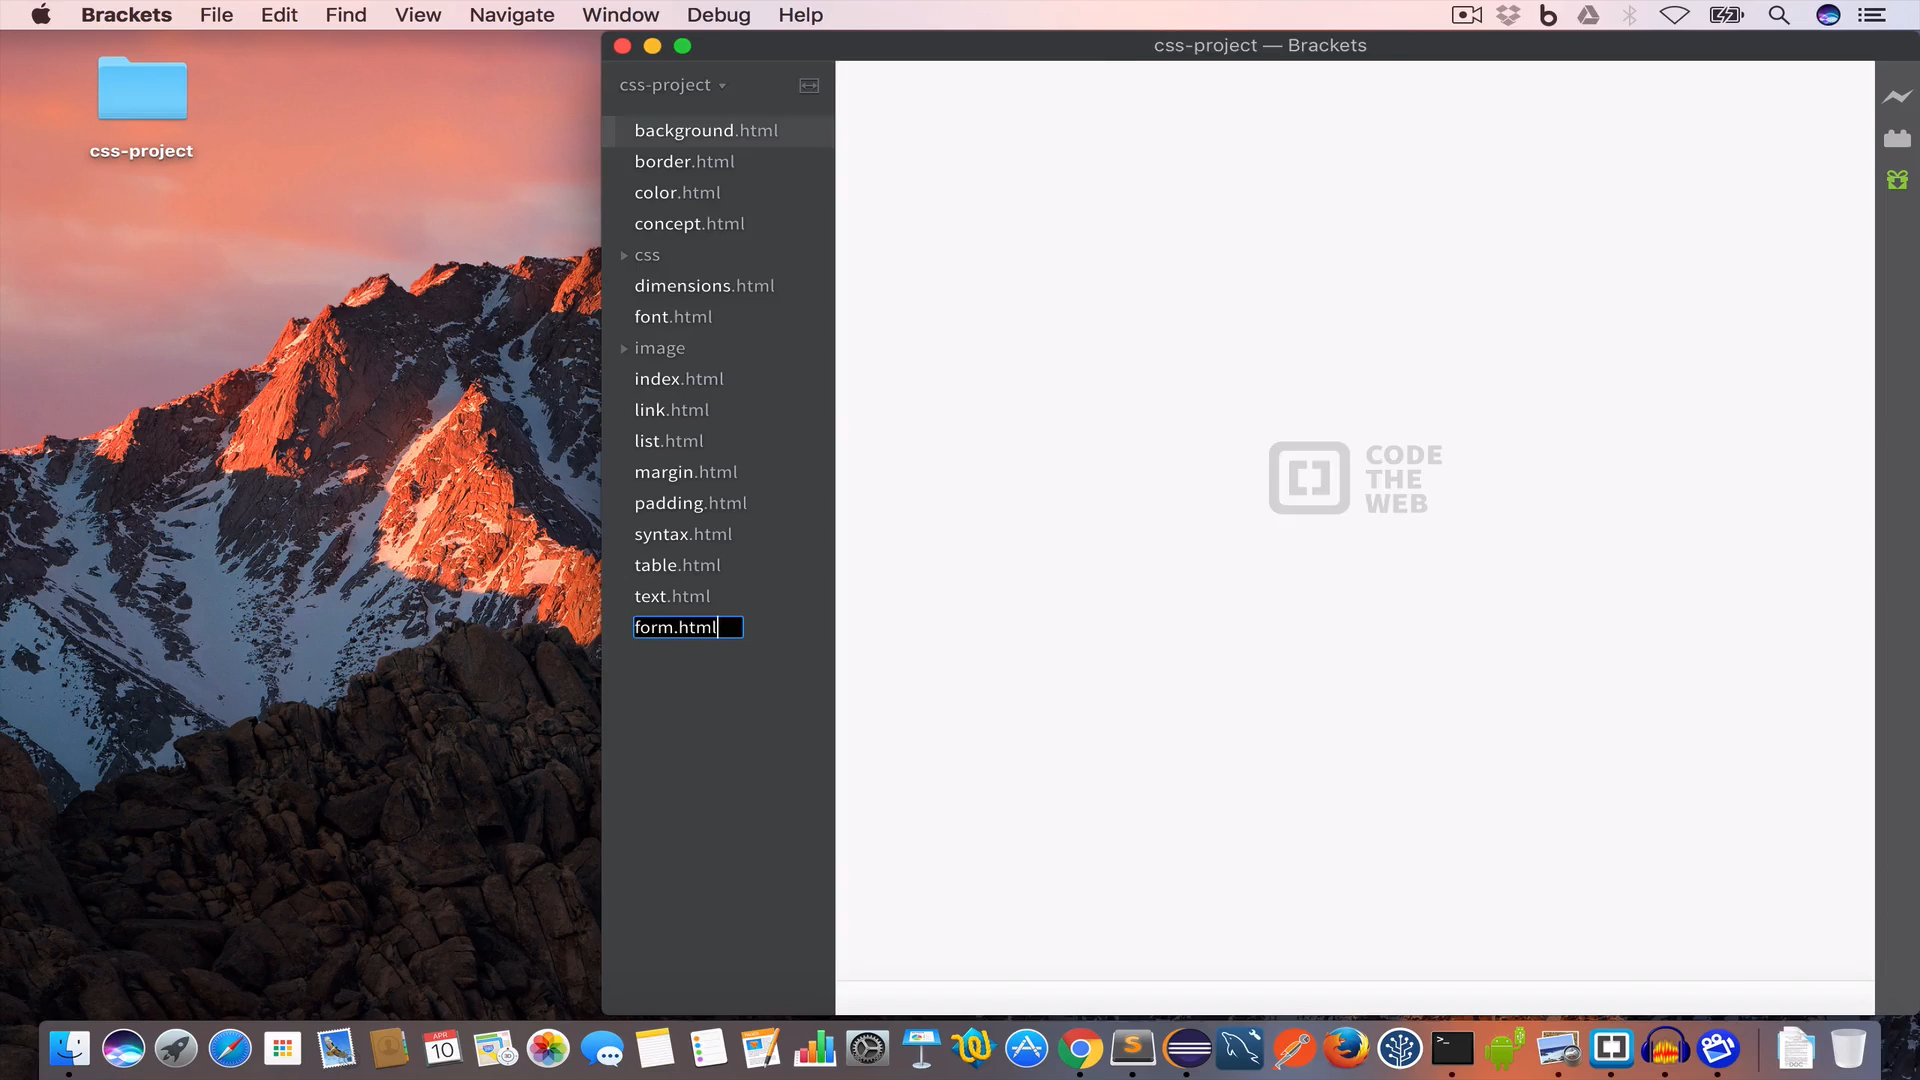 Brackets File Edit Find View Navigate Window Debug Help
css-project — Brackets
css-project
css-project
background.html
border.html
color.html
concept.html
css
dimensions.html
font.html
image
index.html
link.html
list.html
margin.html
padding.html
syntax.html
table.html
text.html
form.html
CODE
THE
WEB
APR
10